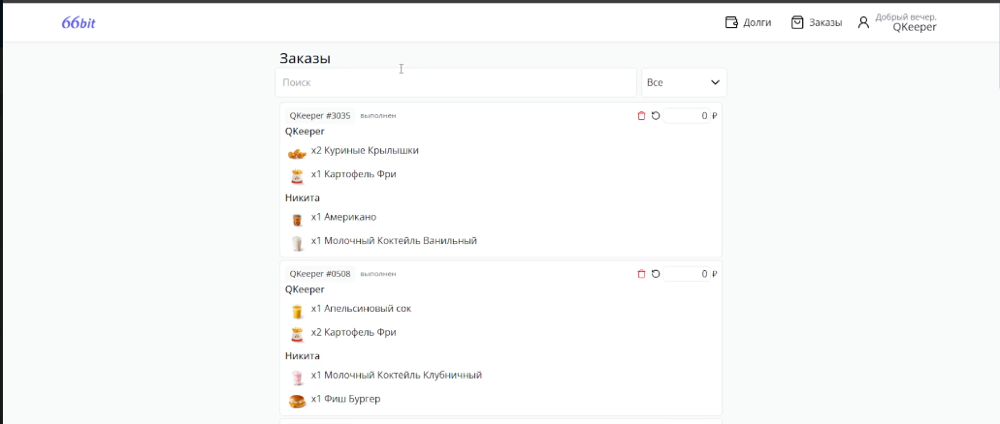 66bit
Долги
Заказы
Добрый вечер,
QKeeper
Заказы
Поиск
Все
QKeeper #3035 выполнен 0 ₽
QKeeper
x2 Куриные Крылышки
x1 Картофель Фри
Никита
x1 Американо
x1 Молочный Коктейль Ванильный
QKeeper #0508 выполнен 0 ₽
QKeeper
x1 Апельсиновый сок
x2 Картофель Фри
Никита
x1 Молочный Коктейль Клубничный
x1 Фиш Бургер